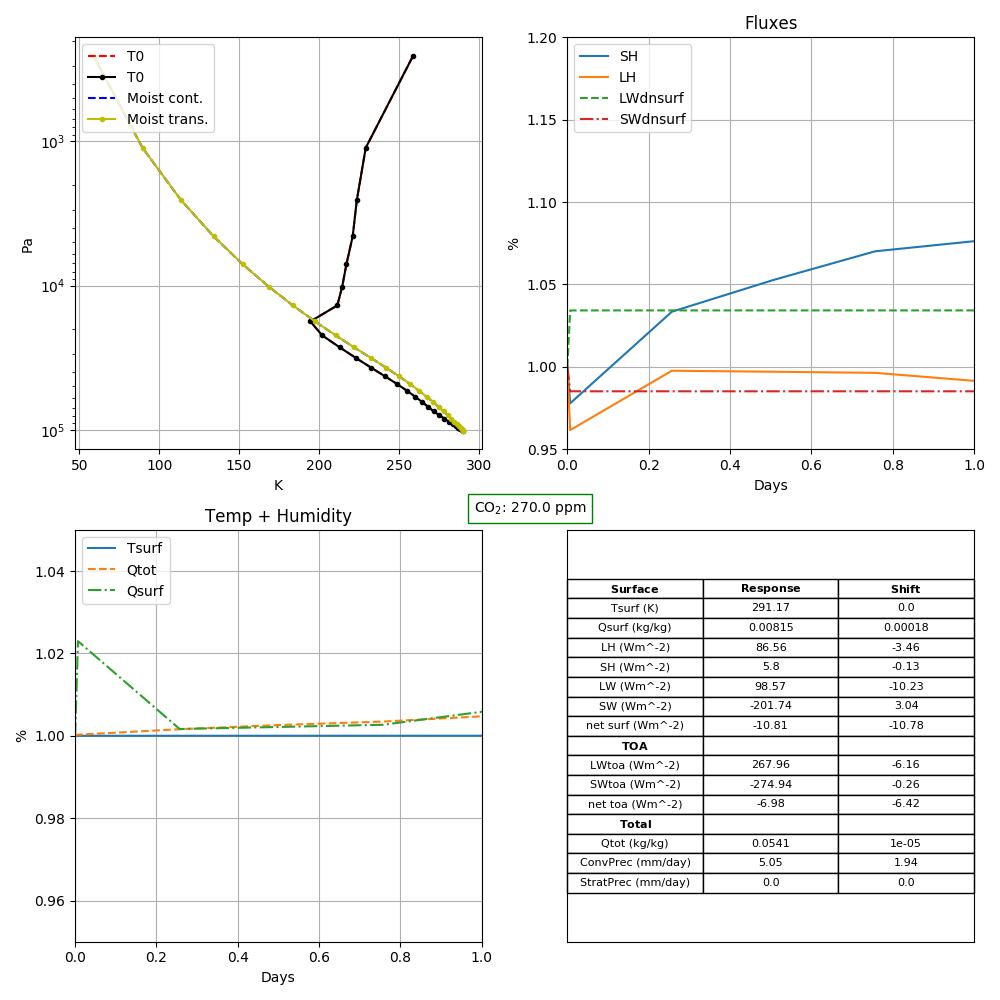 T0
T0
Moist cont.
Moist trans.
10^3
10^4
10^5
Pa
50 100 150 200 250 300
K
Fluxes
SH
LH
LWdnsurf
SWdnsurf
1.20
1.15
1.10
1.05
1.00
0.95
%
0.0 0.2 0.4 0.6 0.8 1.0
Days
CO₂: 270.0 ppm
Temp + Humidity
Tsurf
Qtot
Qsurf
1.04
1.02
1.00
0.98
0.96
%
0.0 0.2 0.4 0.6 0.8 1.0
Days
Surface Response Shift
Tsurf (K) 291.17 0.0
Qsurf (kg/kg) 0.00815 0.00018
LH (Wm^-2) 86.56 -3.46
SH (Wm^-2) 5.8 -0.13
LW (Wm^-2) 98.57 -10.23
SW (Wm^-2) -201.74 3.04
net surf (Wm^-2) -10.81 -10.78
TOA
LWtoa (Wm^-2) 267.96 -6.16
SWtoa (Wm^-2) -274.94 -0.26
net toa (Wm^-2) -6.98 -6.42
Total
Qtot (kg/kg) 0.0541 1e-05
ConvPrec (mm/day) 5.05 1.94
StratPrec (mm/day) 0.0 0.0